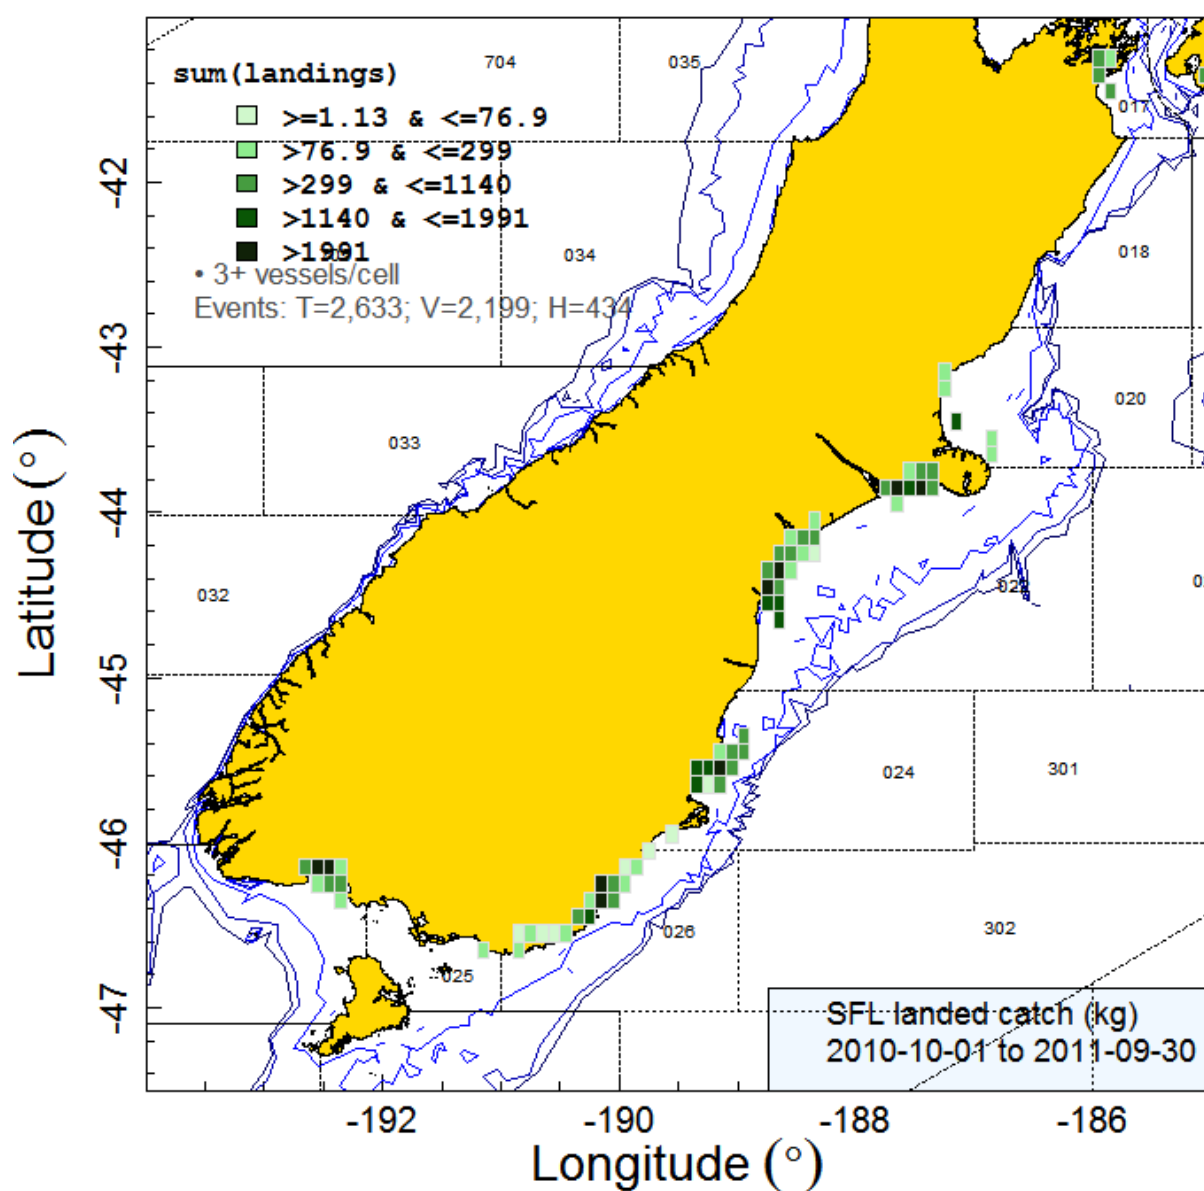 704
035
sum(landings)
>=1.13 & <=76.9
>76.9 & <=299
>299 & <=1140
>1140 & <=1991
>1991
• 3+ vessels/cell
Events: T=2,633; V=2,199; H=434
034
017
018
020
033
032
022
024
301
026
302
025
SFL landed catch (kg)
2010-10-01 to 2011-09-30
-42
-43
-44
-45
-46
-47
Latitude (°)
-192
-190
-188
-186
Longitude (°)